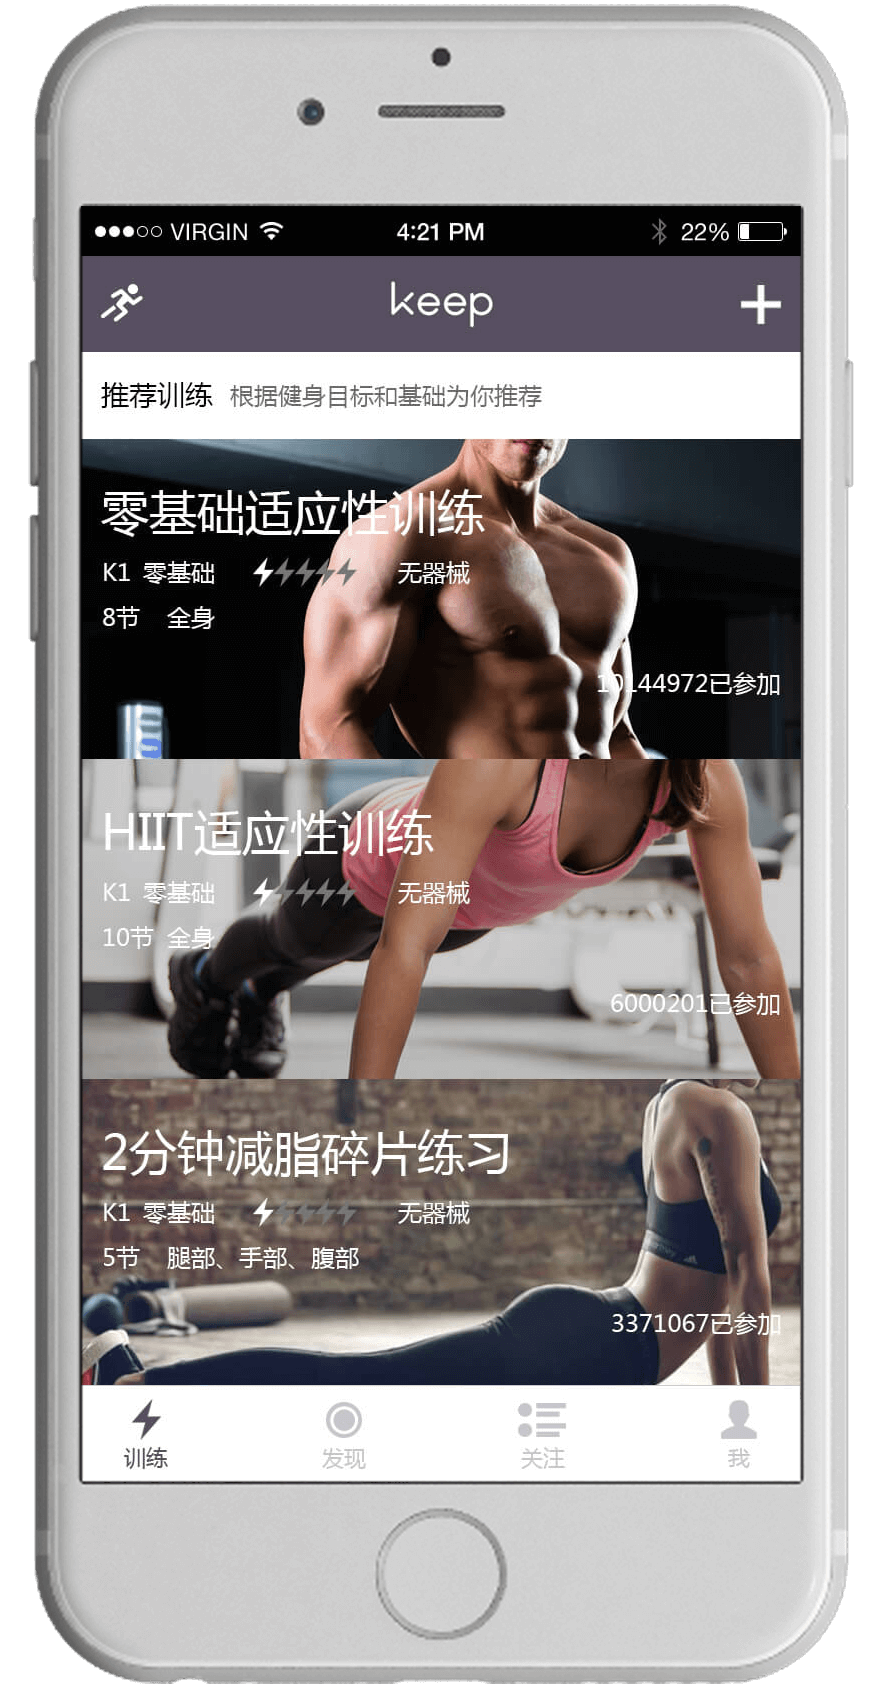 VIRGIN 4:21 PM 22%
keep
推荐训练 根据健身目标和基础为你推荐
零基础适应性训练
K1 零基础 无器械
8节 全身
10144972已参加
HIIT适应性训练
K1 零基础 无器械
10节 全身
6000201已参加
2分钟减脂碎片练习
K1 零基础 无器械
5节 腿部、手部、腹部
3371067已参加
训练 发现 关注 我